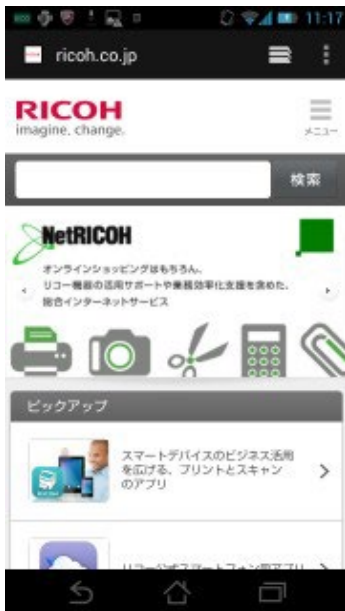 11:17
ricoh.co.jp
RICOH
imagine. change.
メニュー
検索
NetRICOH
オンラインショッピングはもちろん、
リコー機器の活用サポートや業務効率化支援を含めた、
総合インターネットサービス
ピックアップ
スマートデバイスのビジネス活用
を広げる、プリントとスキャン
のアプリ